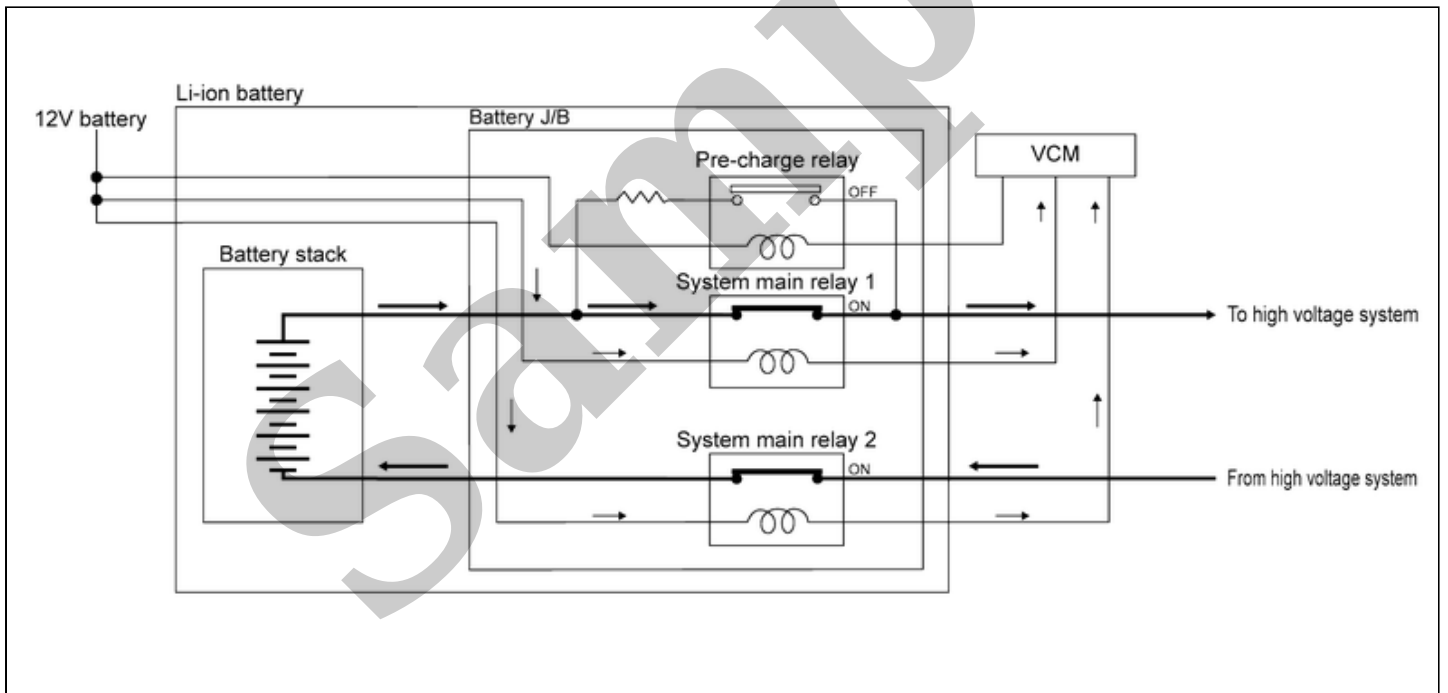 Li-ion battery
12V battery
Battery J/B
Pre-charge relay
OFF
VCM
Battery stack
System main relay 1
ON
To high voltage system
System main relay 2
ON
From high voltage system
Samp